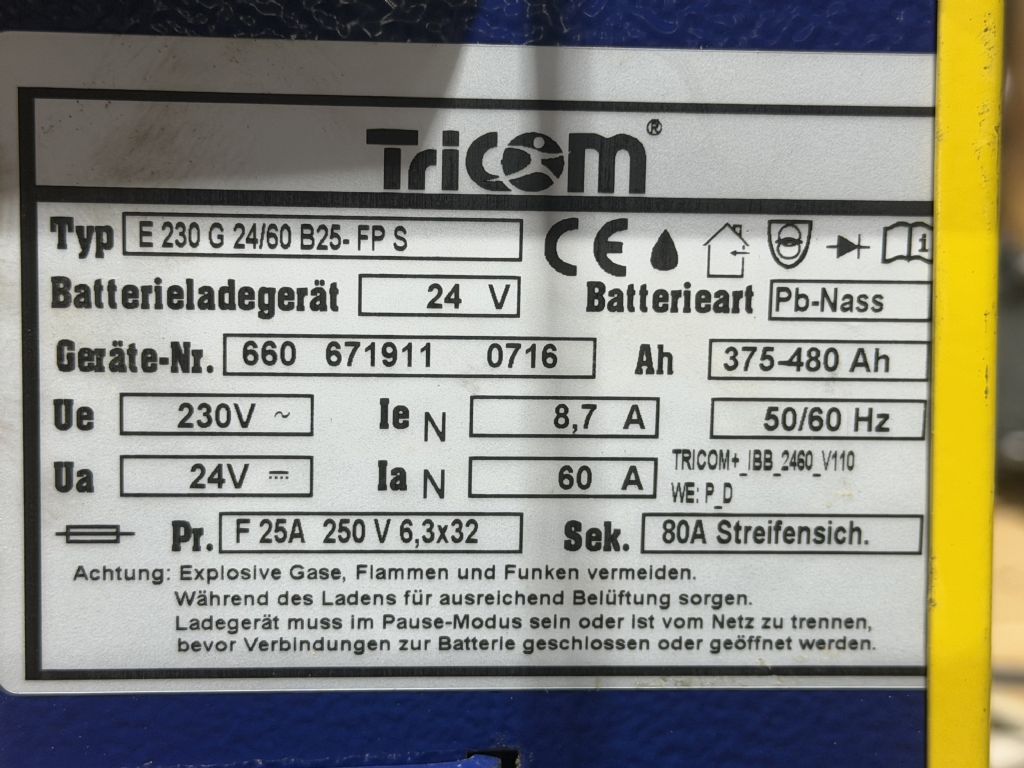 Tricom®
Typ E 230 G 24/60 B25- FP S
CE
Batterieladegerät 24 V Batterieart Pb-Nass
Geräte-Nr. 660 671911 0716 Ah 375-480 Ah
Ue 230V ~ Ie N 8,7 A 50/60 Hz
Ua 24V ⎓ Ia N 60 A TRICOM+_IBB_2460_V110
WE: P_D
Pr. F 25A 250 V 6,3x32 Sek. 80A Streifensich.
Achtung: Explosive Gase, Flammen und Funken vermeiden.
Während des Ladens für ausreichend Belüftung sorgen.
Ladegerät muss im Pause-Modus sein oder ist vom Netz zu trennen,
bevor Verbindungen zur Batterie geschlossen oder geöffnet werden.